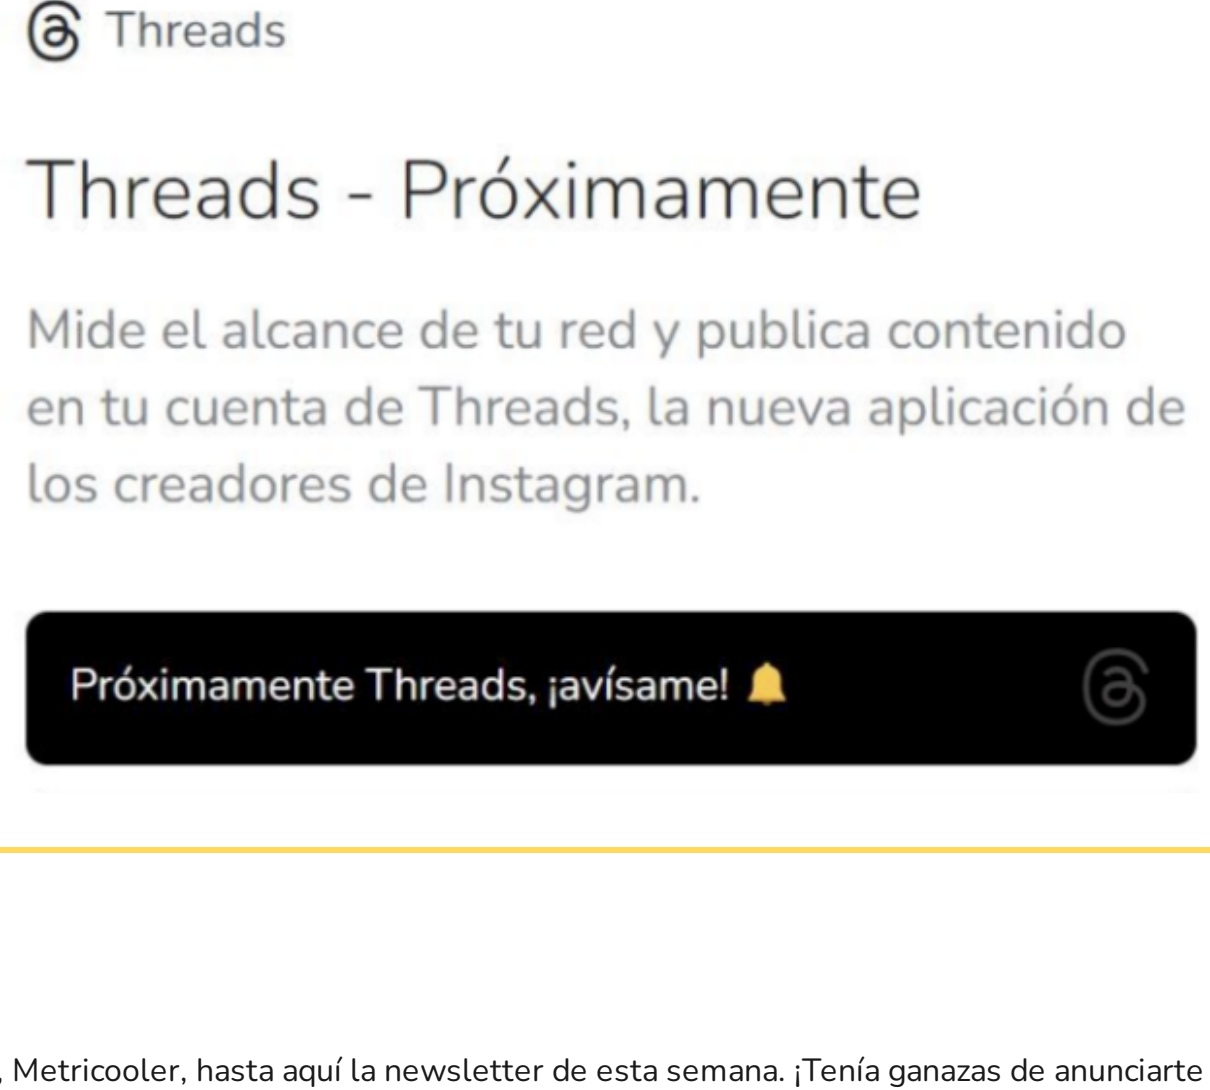 Threads
Threads - Próximamente
Mide el alcance de tu red y publica contenido
en tu cuenta de Threads, la nueva aplicación de
los creadores de Instagram.
Próximamente Threads, ¡avísame! 🔔
, Metricooler, hasta aquí la newsletter de esta semana. ¡Tenía ganazas de anunciarte